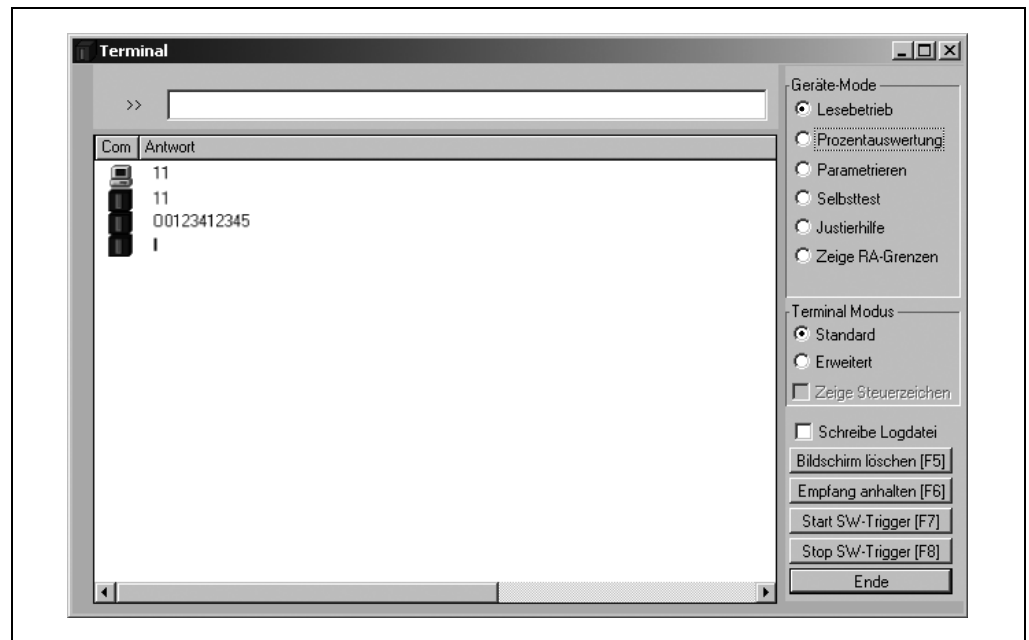 Terminal
>>
Com Antwort
11
11
00123412345
I
Geräte-Mode
Lesebetrieb
Prozentauswertung
Parametrieren
Selbsttest
Justierhilfe
Zeige RA-Grenzen
Terminal Modus
Standard
Erweitert
Zeige Steuerzeichen
Schreibe Logdatei
Bildschirm löschen [F5]
Empfang anhalten [F6]
Start SW-Trigger [F7]
Stop SW-Trigger [F8]
Ende